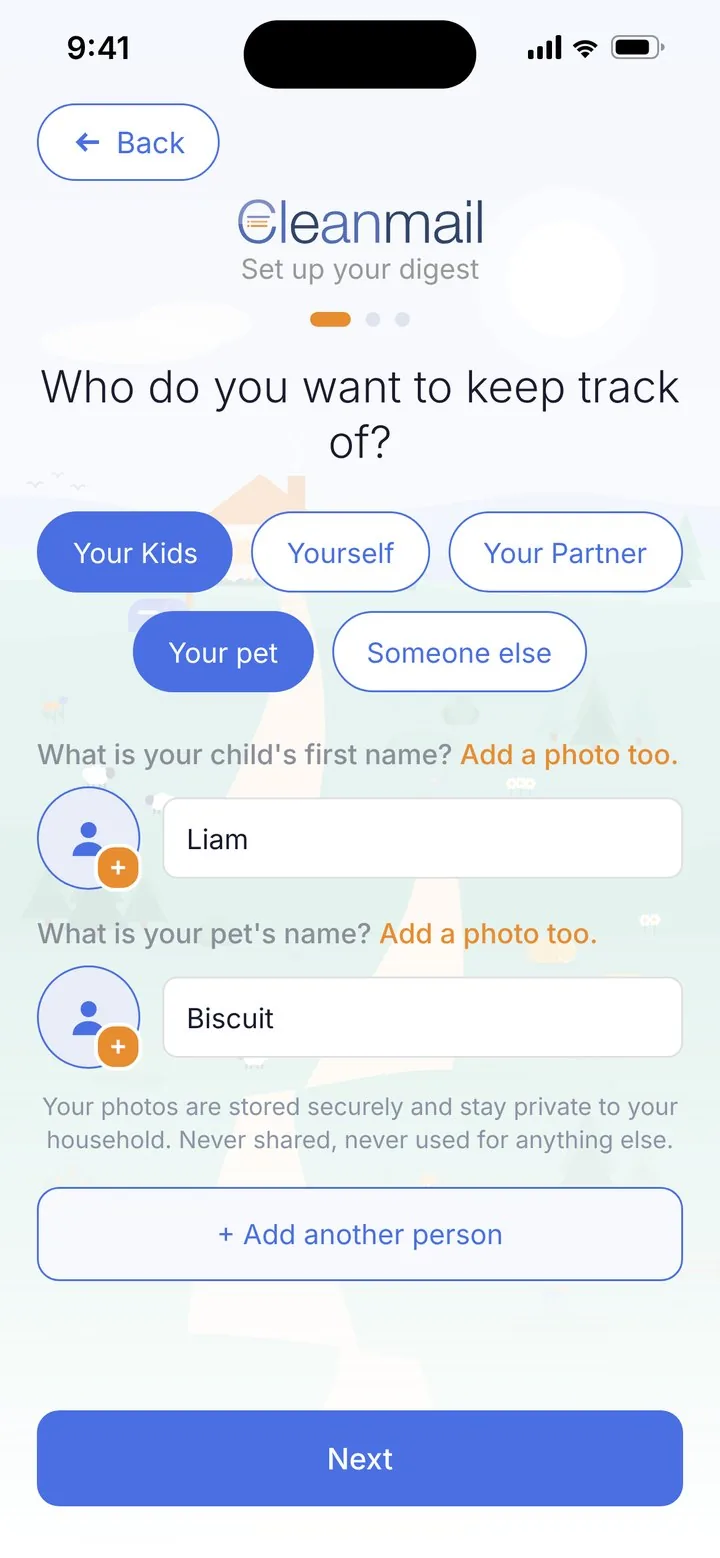 9:41
← Back
Cleanmail
Set up your digest
Who do you want to keep track
of?
Your Kids Yourself Your Partner
Your pet Someone else
What is your child's first name? Add a photo too.
+ Liam
What is your pet's name? Add a photo too.
+ Biscuit
Your photos are stored securely and stay private to your
household. Never shared, never used for anything else.
+ Add another person
Next